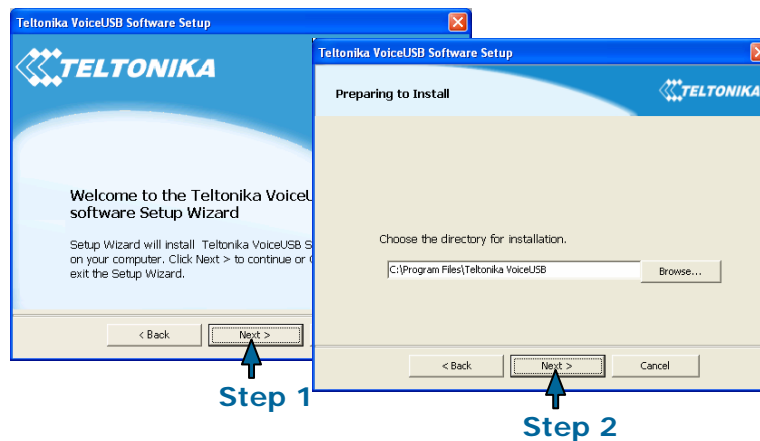 Teltonika VoiceUSB Software Setup
TELTONIKA
Welcome to the Teltonika
software Setup Wizard
Setup Wizard will install Teltonika VoiceUSB
on your computer. Click Next > to continue or
exit the Setup Wizard.
< Back
Next >
Step 1
Teltonika VoiceUSB Software Setup
Preparing to Install
TELTONIKA
Choose the directory for installation.
C:\Program Files\Teltonika VoiceUSB
Browse...
< Back
Next >
Cancel
Step 2